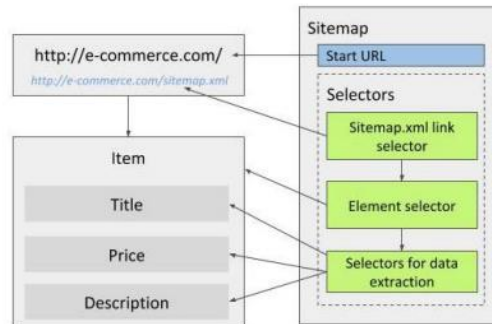 http://e-commerce.com/
http://e-commerce.com/sitemap.xml
Item
Title
Price
Description
Sitemap
Start URL
Selectors
Sitemap.xml link
selector
Element selector
Selectors for data
extraction